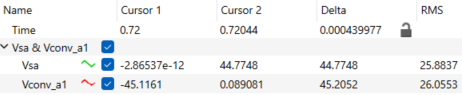 Name Cursor 1 Cursor 2 Delta RMS
Time 0.72 0.72044 0.000439977
Vsa & Vconv_a1
Vsa -2.86537e-12 44.7748 44.7748 25.8837
Vconv_a1 -45.1161 0.089081 45.2052 26.0553